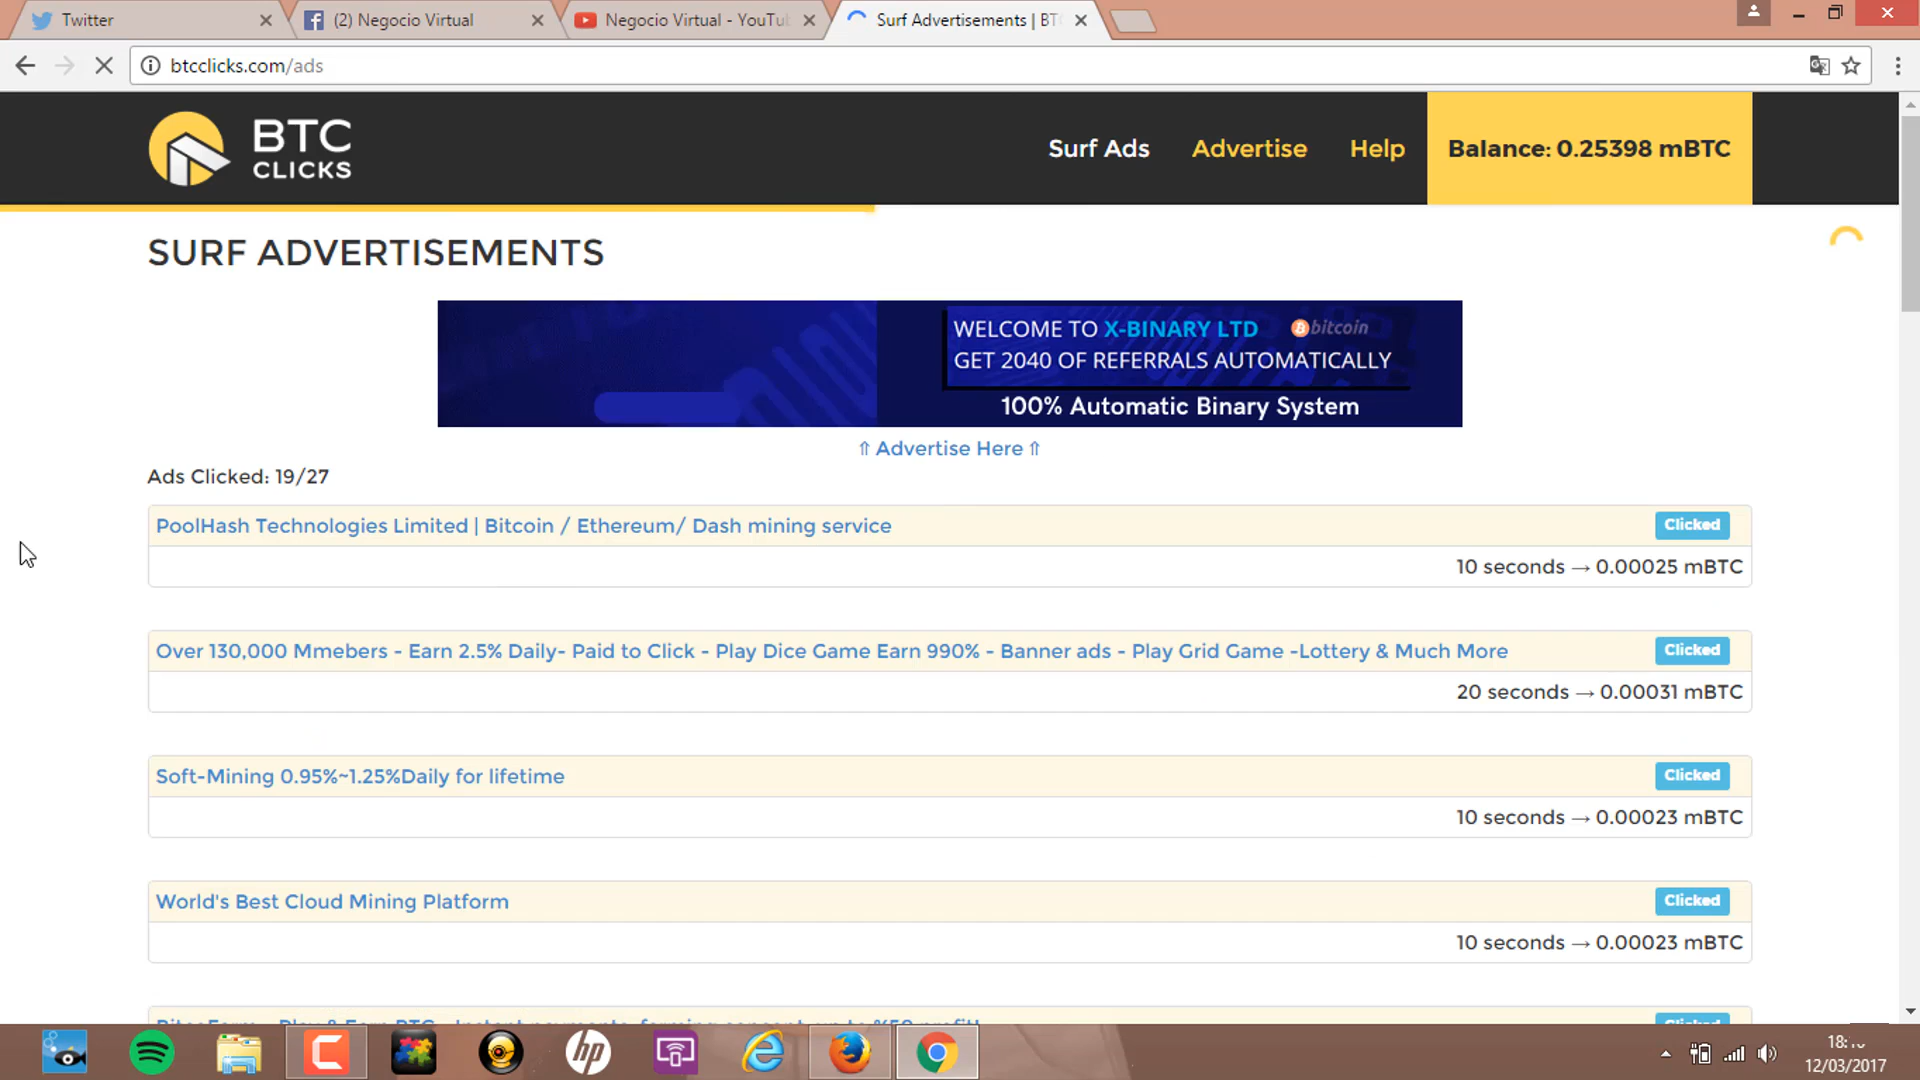 Twitter
(2) Negocio Virtual
Negocio Virtual - YouTu
Surf Advertisements | BT
btcclicks.com/ads
BTC
CLICKS
Surf Ads
Advertise
Help
Balance: 0.25398 mBTC
SURF ADVERTISEMENTS
WELCOME TO X-BINARY LTD bitcoin
GET 2040 OF REFERRALS AUTOMATICALLY
100% Automatic Binary System
⇑ Advertise Here ⇑
Ads Clicked: 19/27
PoolHash Technologies Limited | Bitcoin / Ethereum/ Dash mining service
Clicked
10 seconds → 0.00025 mBTC
Over 130,000 Mmebers - Earn 2.5% Daily- Paid to Click - Play Dice Game Earn 990% - Banner ads - Play Grid Game -Lottery & Much More
Clicked
20 seconds → 0.00031 mBTC
Soft-Mining 0.95%~1.25%Daily for lifetime
Clicked
10 seconds → 0.00023 mBTC
World's Best Cloud Mining Platform
Clicked
10 seconds → 0.00023 mBTC
hp
12/03/2017